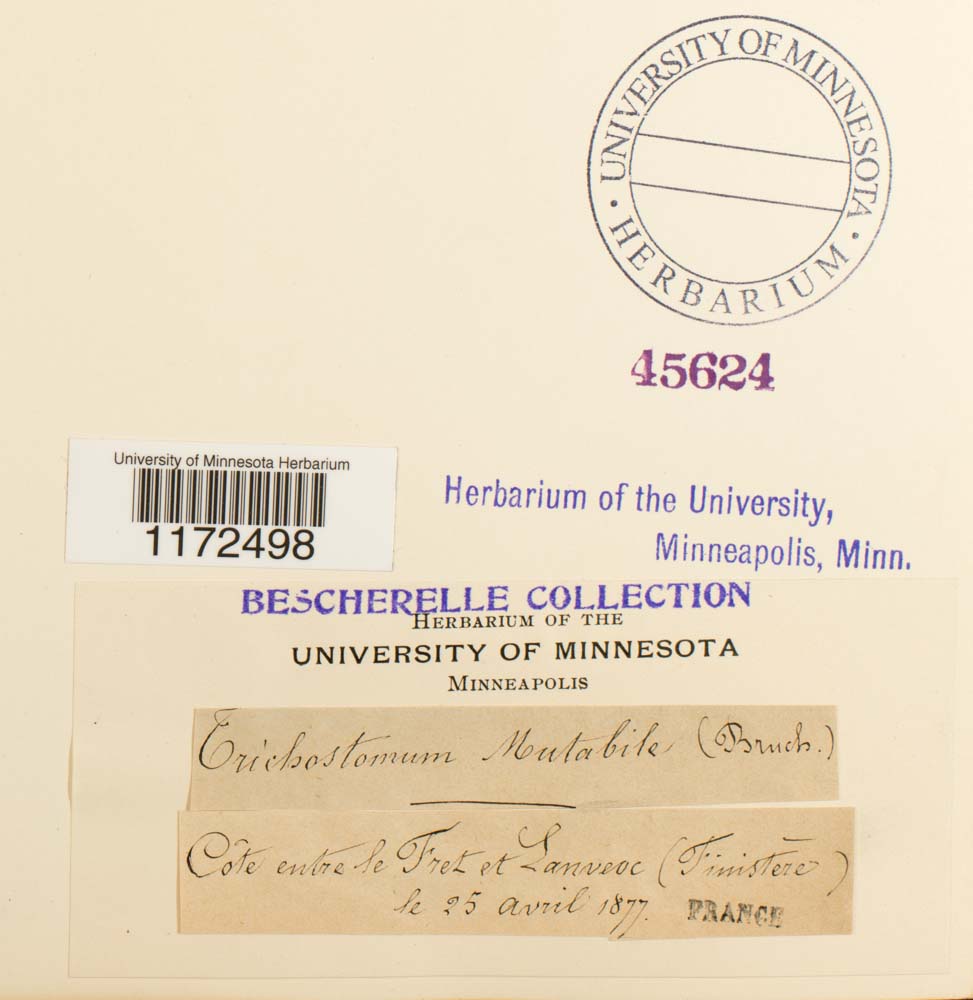 UNIVERSITY OF MINNESOTA
· HERBARIUM ·
45624
University of Minnesota Herbarium
1172498
Herbarium of the University,
Minneapolis, Minn.
BESCHERELLE COLLECTION
HERBARIUM OF THE
UNIVERSITY OF MINNESOTA
MINNEAPOLIS
Trichostomum Mutabile (Bruch.)
Côte entre le Fret et Lanveoc (Finistère)
le 25 avril 1877.
FRANCE